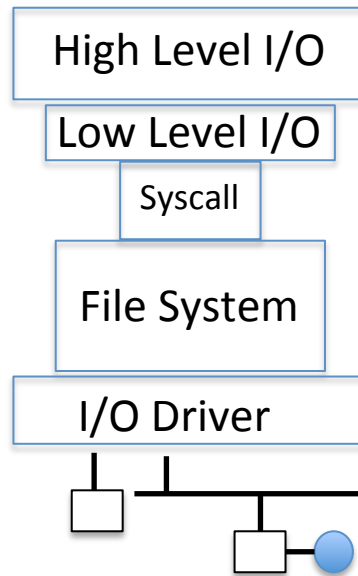 High Level I/O
Low Level I/O
Syscall
File System
I/O Driver